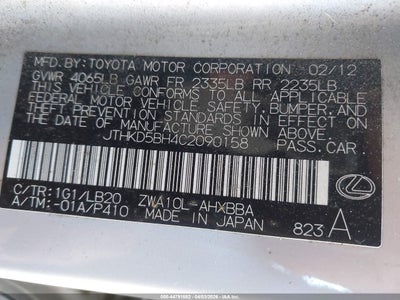 MFD.BY:TOYOTA MOTOR CORPORATION 02/12
GVWR 4065LB GAWR FR 2335LB RR 2235LB
THIS VEHICLE CONFORMS TO ALL APPLICABLE
FEDERAL MOTOR VEHICLE SAFETY,BUMPER,AND
THEFT PREVENTION STANDARDS IN EFFECT ON
THE DATE OF MANUFACTURE SHOWN ABOVE.
JTHKD5BH4C2090158 PASS.CAR
C/TR:1G1/LB20 ZWA10L-AHXBBA
A/TM:-01A/P410 MADE IN JAPAN 823 A